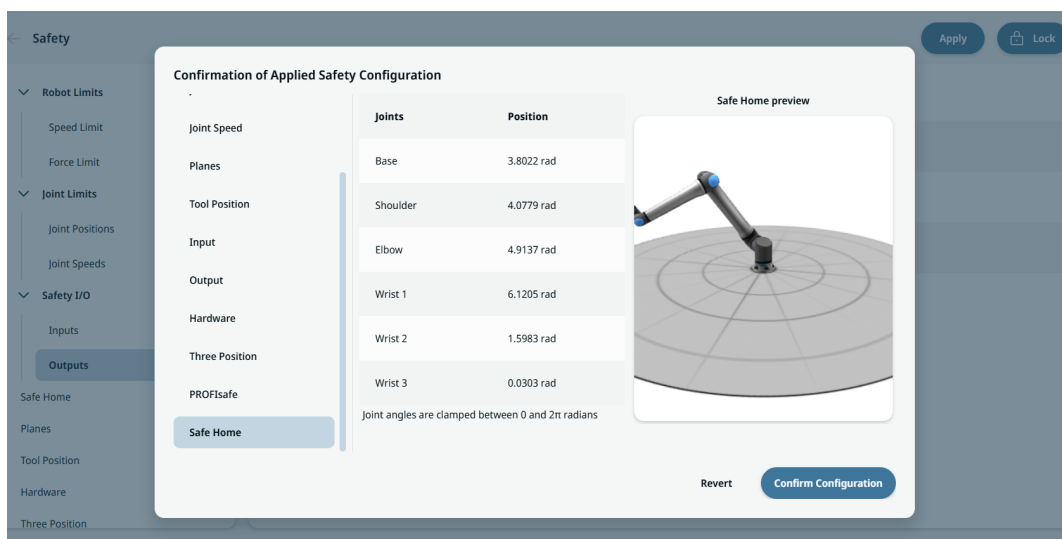 Safety
Apply
Lock
Robot Limits
Speed Limit
Force Limit
Joint Limits
Joint Positions
Joint Speeds
Safety I/O
Inputs
Outputs
Safe Home
Planes
Tool Position
Hardware
Three Position
Confirmation of Applied Safety Configuration
Joint Speed
Planes
Tool Position
Input
Output
Hardware
Three Position
PROFIsafe
Safe Home
Joints Position
Base 3.8022 rad
Shoulder 4.0779 rad
Elbow 4.9137 rad
Wrist 1 6.1205 rad
Wrist 2 1.5983 rad
Wrist 3 0.0303 rad
Joint angles are clamped between 0 and 2π radians
Safe Home preview
Revert
Confirm Configuration